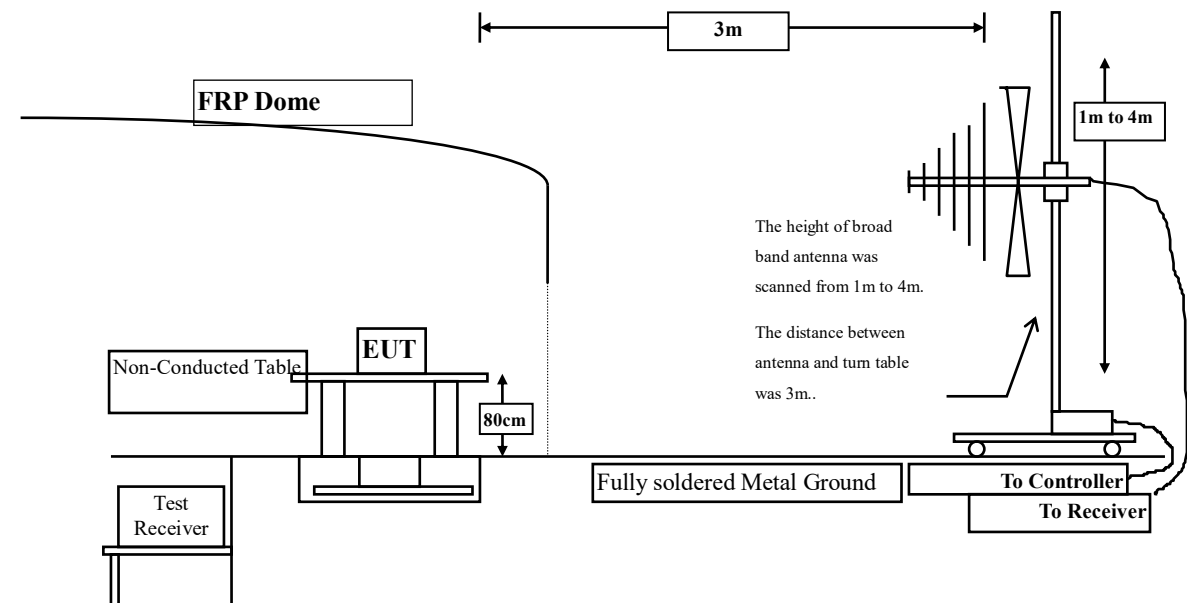 3m
FRP Dome
1m to 4m
The height of broad
band antenna was
scanned from 1m to 4m.
The distance between
antenna and turn table
was 3m..
EUT
Non-Conducted Table
80cm
Fully soldered Metal Ground
To Controller
To Receiver
Test
Receiver